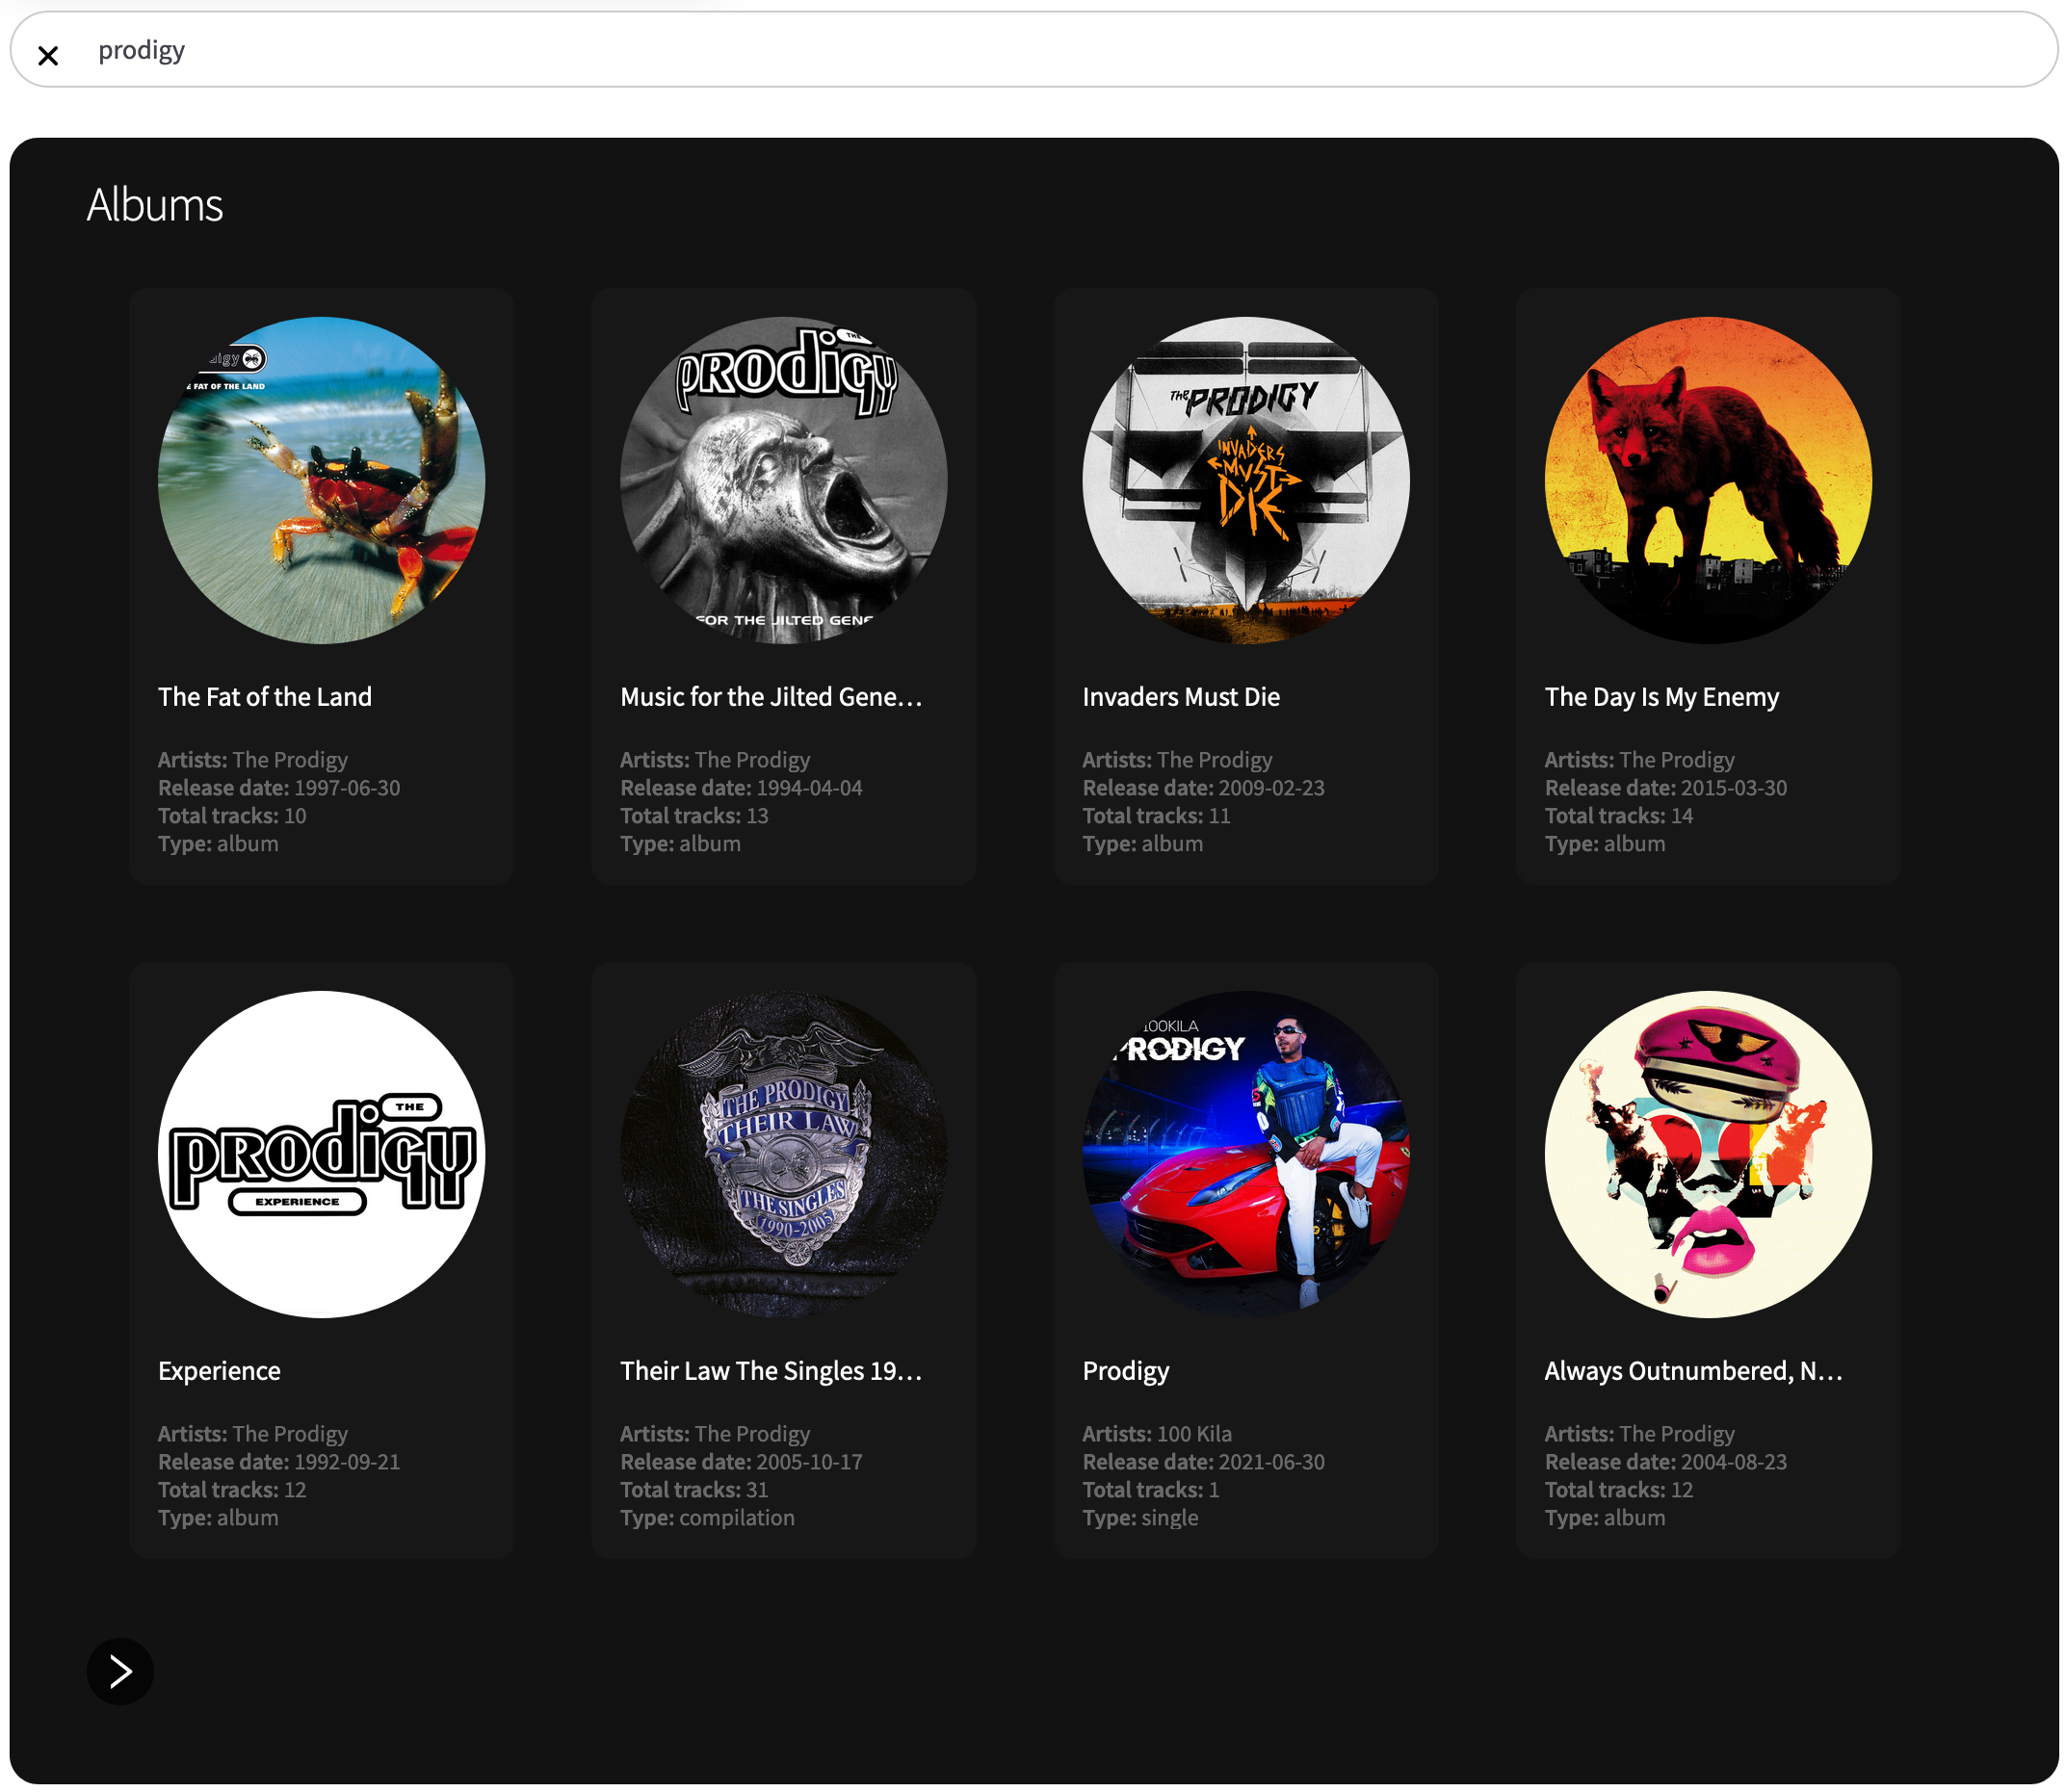 prodigy
Albums
digy
E FAT OF THE LAND
THE
prodigy
FOR THE JILTED GENE
THE PRODIGY
INVADERS
MUST
DIE
The Fat of the Land
Artists: The Prodigy
Release date: 1997-06-30
Total tracks: 10
Type: album
Music for the Jilted Gene...
Artists: The Prodigy
Release date: 1994-04-04
Total tracks: 13
Type: album
Invaders Must Die
Artists: The Prodigy
Release date: 2009-02-23
Total tracks: 11
Type: album
The Day Is My Enemy
Artists: The Prodigy
Release date: 2015-03-30
Total tracks: 14
Type: album
THE
prodigy
EXPERIENCE
THE PRODIGY
THEIR LAW
THE SINGLES
1990-2005
100KILA
PRODIGY
Experience
Artists: The Prodigy
Release date: 1992-09-21
Total tracks: 12
Type: album
Their Law The Singles 19...
Artists: The Prodigy
Release date: 2005-10-17
Total tracks: 31
Type: compilation
Prodigy
Artists: 100 Kila
Release date: 2021-06-30
Total tracks: 1
Type: single
Always Outnumbered, N...
Artists: The Prodigy
Release date: 2004-08-23
Total tracks: 12
Type: album